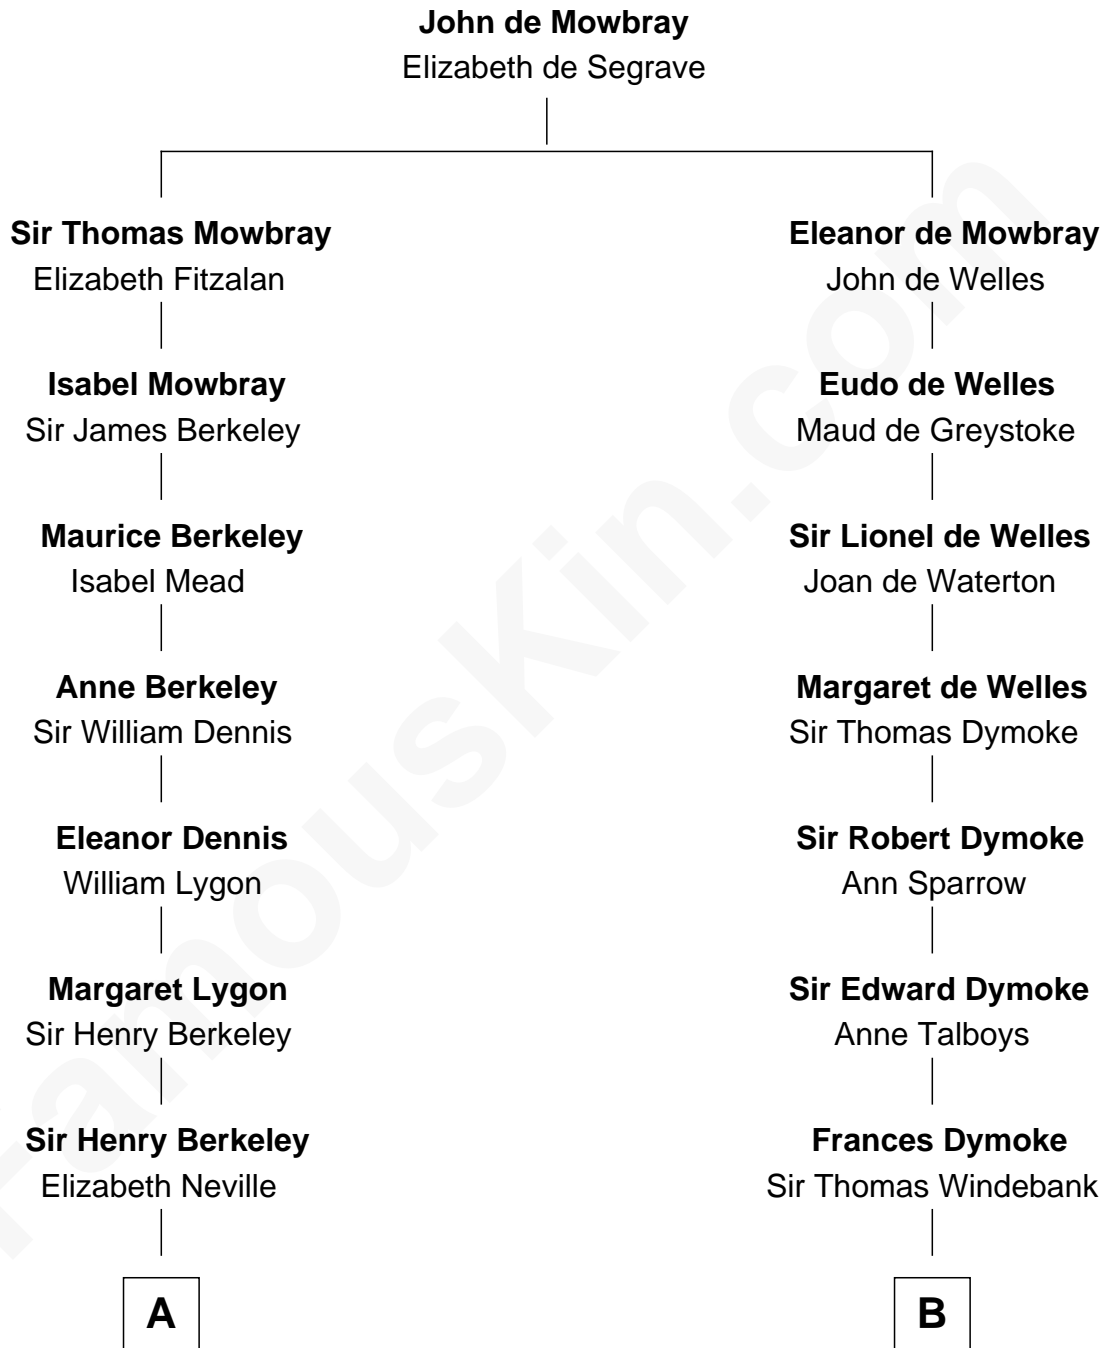 John de Mowbray
Elizabeth de Segrave
Sir Thomas Mowbray
Elizabeth Fitzalan
Eleanor de Mowbray
John de Welles
Isabel Mowbray
Sir James Berkeley
Eudo de Welles
Maud de Greystoke
Maurice Berkeley
Isabel Mead
Sir Lionel de Welles
Joan de Waterton
Anne Berkeley
Sir William Dennis
Margaret de Welles
Sir Thomas Dymoke
Eleanor Dennis
William Lygon
Sir Robert Dymoke
Ann Sparrow
Margaret Lygon
Sir Henry Berkeley
Sir Edward Dymoke
Anne Talboys
Sir Henry Berkeley
Elizabeth Neville
Frances Dymoke
Sir Thomas Windebank
A
B
FamousKin.com